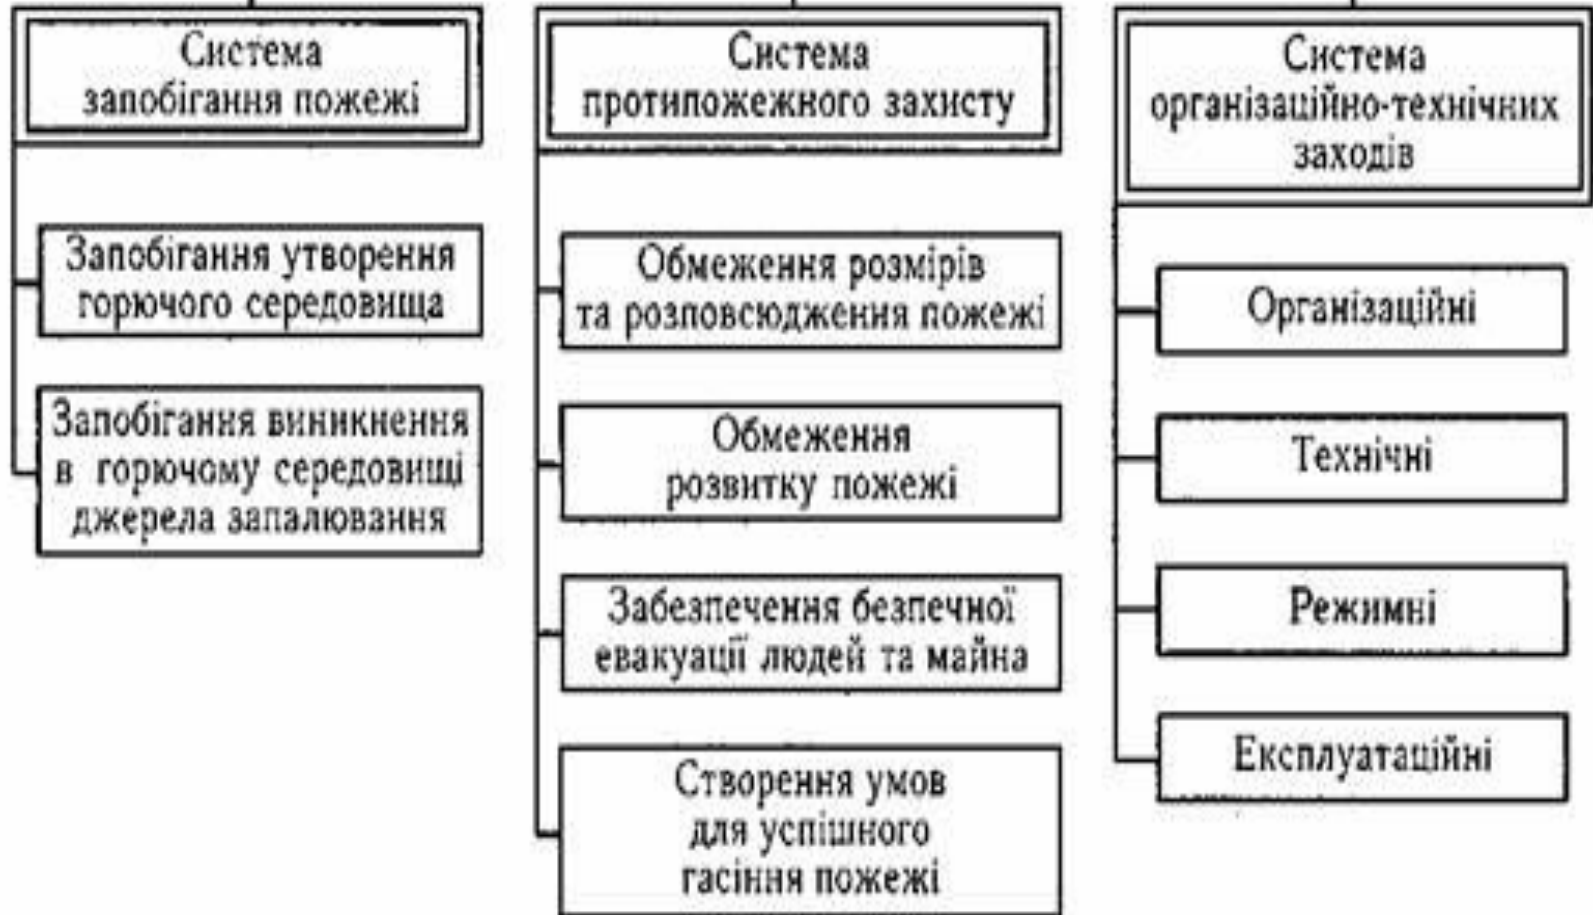 Система
запобігання пожежі
Запобігання утворення
горючого середовища
Запобігання виникнення
в горючому середовищі
джерела запалювання
Система
протипожежного захисту
Обмеження розмірів
та розповсюдження пожежі
Обмеження
розвитку пожежі
Забезпечення безпечної
евакуації людей та майна
Створення умов
для успішного
гасіння пожежі
Система
організаційно-технічних
заходів
Організаційні
Технічні
Режимні
Експлуатаційні